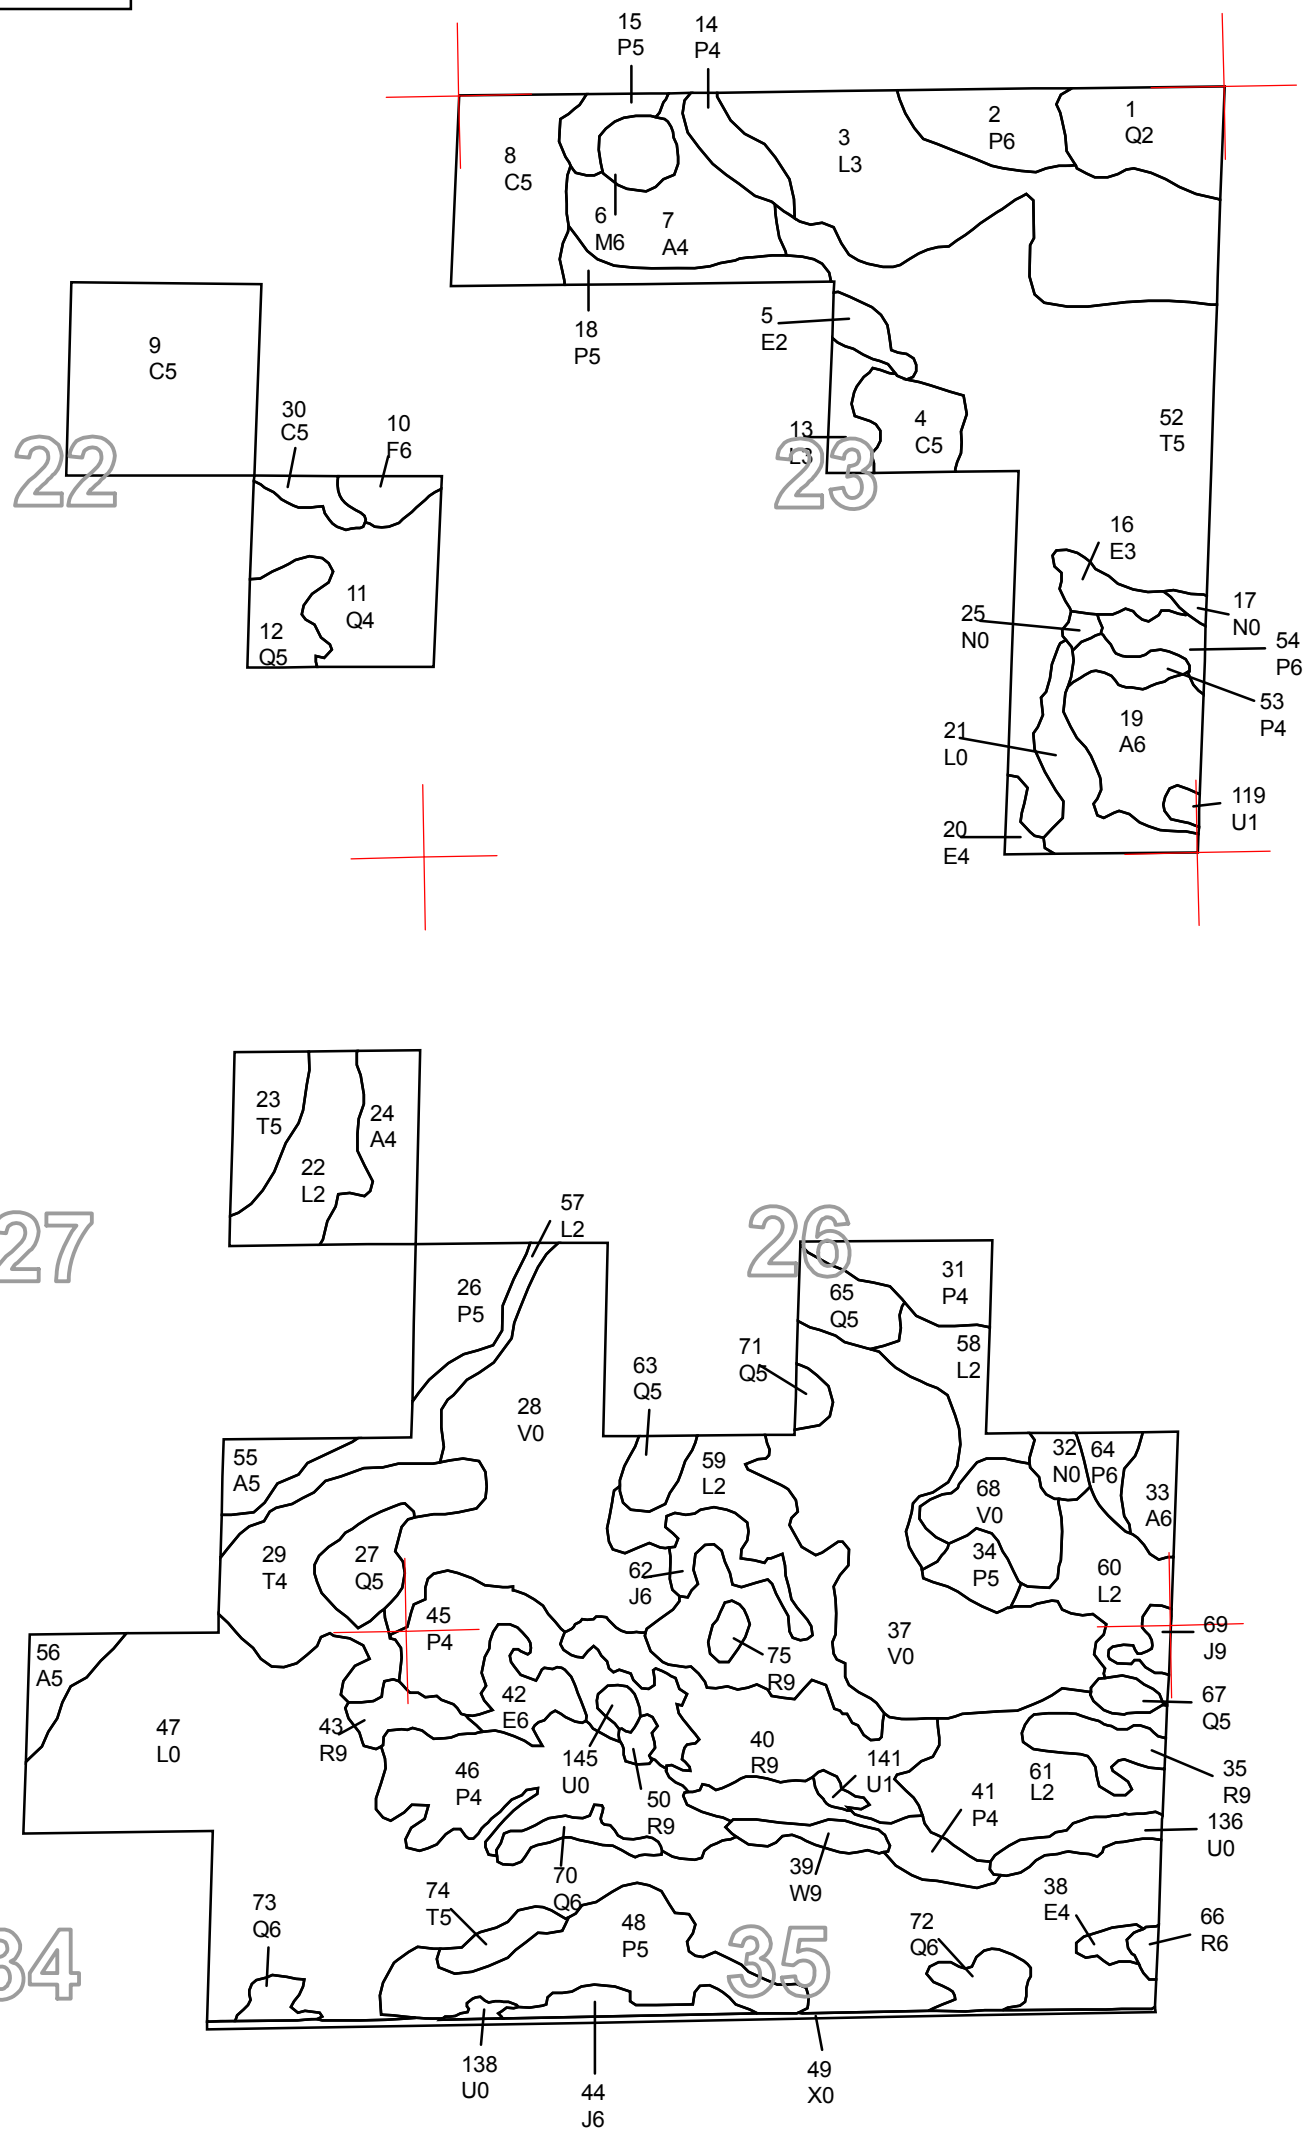 15
P5
14
P4
1
Q2
2
P6
3
L3
8
C5
6
M6
7
A4
18
P5
5
E2
9
C5
30
C5
10
F6
4
C5
52
T5
13
L3
22
23
16
E3
11
Q4
12
Q5
17
N0
25
N0
54
P6
53
P4
19
A6
21
L0
119
U1
20
E4
23
T5
24
A4
22
L2
57
L2
27
26
26
P5
31
P4
65
Q5
58
L2
71
Q5
63
Q5
28
V0
55
A5
59
L2
32
N0
64
P6
68
V0
33
A6
29
T4
27
Q5
62
J6
34
P5
60
L2
45
P4
37
V0
69
J9
56
A5
75
R9
42
E6
67
Q5
47
L0
43
R9
40
R9
145
U0
46
P4
141
U1
61
L2
35
R9
50
R9
41
P4
136
U0
39
W9
70
Q6
74
T5
73
Q6
38
E4
48
P5
72
Q6
66
R6
34
35
138
U0
44
J6
49
X0